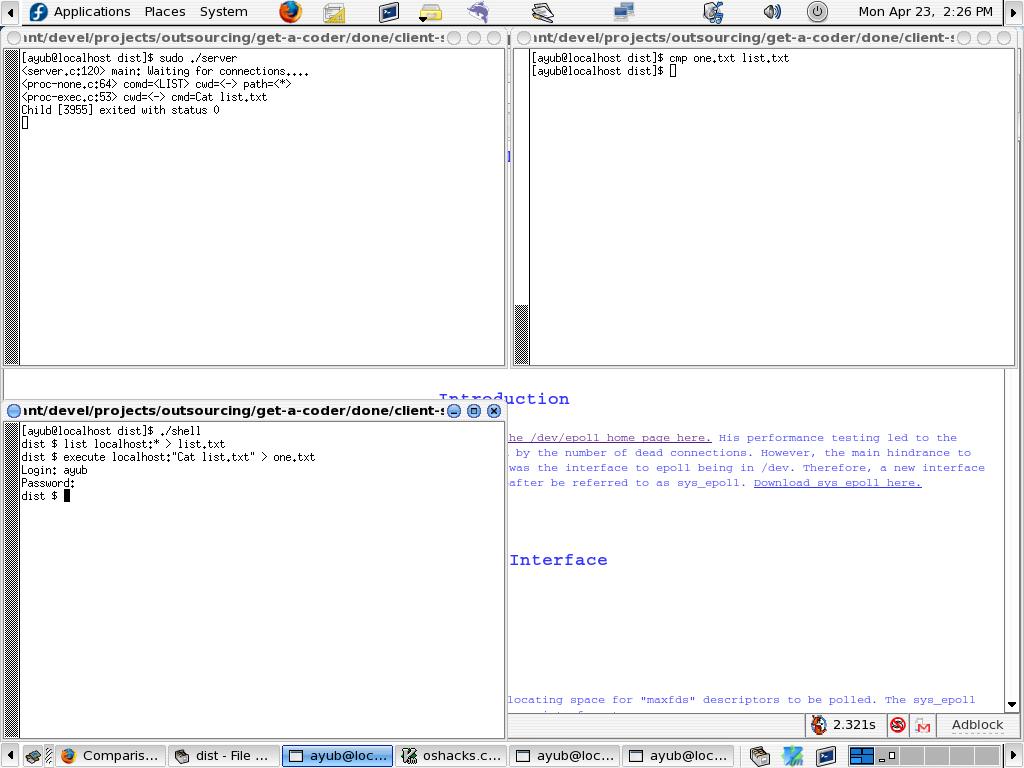 Applications Places System Mon Apr 23, 2:26 PM
nt/devel/projects/outsourcing/get-a-coder/done/client-s
[ayub@localhost dist]$ sudo ./server
<server.c:120> main: Waiting for connections....
<proc-none.c:64> comd=<LIST> cwd=<-> path=<*>
<proc-exec.c:53> cwd=<-> cmd=Cat list.txt
Child [3955] exited with status 0
nt/devel/projects/outsourcing/get-a-coder/done/client-s
[ayub@localhost dist]$ cmp one.txt list.txt
[ayub@localhost dist]$
Introduction
he /dev/epoll home page here. His performance testing led to the
by the number of dead connections. However, the main hindrance to
was the interface to epoll being in /dev. Therefore, a new interface
after be referred to as sys_epoll. Download sys epoll here.
Interface
locating space for "maxfds" descriptors to be polled. The sys_epoll
nt/devel/projects/outsourcing/get-a-coder/done/client-s
[ayub@localhost dist]$ ./shell
dist $ list localhost:* > list.txt
dist $ execute localhost:"Cat list.txt" > one.txt
Login: ayub
Password:
dist $
2.321s Adblock
Comparis... dist - File ... ayub@loc... oshacks.c... ayub@loc... ayub@loc...